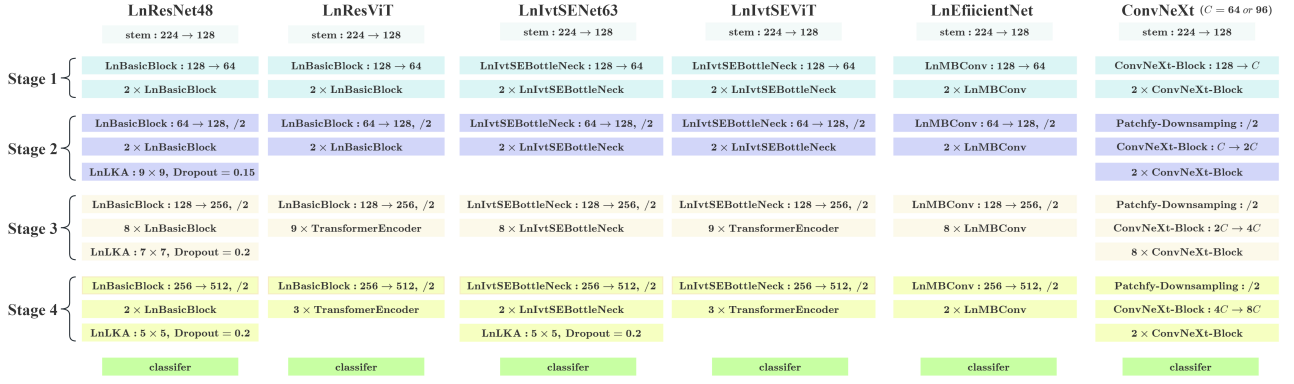 LnResNet48 LnResViT LnIvtSENet63 LnIvtSEViT LnEfiicientNet ConvNeXt (C = 64 or 96)
stem : 224 → 128 stem : 224 → 128 stem : 224 → 128 stem : 224 → 128 stem : 224 → 128 stem : 224 → 128
Stage 1
LnBasicBlock : 128 → 64 LnBasicBlock : 128 → 64 LnIvtSEBottleNeck : 128 → 64 LnIvtSEBottleNeck : 128 → 64 LnMBConv : 128 → 64 ConvNeXt-Block : 128 → C
2 × LnBasicBlock 2 × LnBasicBlock 2 × LnIvtSEBottleNeck 2 × LnIvtSEBottleNeck 2 × LnMBConv 2 × ConvNeXt-Block
Stage 2
LnBasicBlock : 64 → 128, /2 LnBasicBlock : 64 → 128, /2 LnIvtSEBottleNeck : 64 → 128, /2 LnIvtSEBottleNeck : 64 → 128, /2 LnMBConv : 64 → 128, /2 Patchfy-Downsamping : /2
2 × LnBasicBlock 2 × LnBasicBlock 2 × LnIvtSEBottleNeck 2 × LnIvtSEBottleNeck 2 × LnMBConv ConvNeXt-Block : C → 2C
LnLKA : 9 × 9, Dropout = 0.15 2 × ConvNeXt-Block
Stage 3
LnBasicBlock : 128 → 256, /2 LnBasicBlock : 128 → 256, /2 LnIvtSEBottleNeck : 128 → 256, /2 LnIvtSEBottleNeck : 128 → 256, /2 LnMBConv : 128 → 256, /2 Patchfy-Downsamping : /2
8 × LnBasicBlock 9 × TransformerEncoder 8 × LnIvtSEBottleNeck 9 × TransformerEncoder 8 × LnMBConv ConvNeXt-Block : 2C → 4C
LnLKA : 7 × 7, Dropout = 0.2 8 × ConvNeXt-Block
Stage 4
LnBasicBlock : 256 → 512, /2 LnBasicBlock : 256 → 512, /2 LnIvtSEBottleNeck : 256 → 512, /2 LnIvtSEBottleNeck : 256 → 512, /2 LnMBConv : 256 → 512, /2 Patchfy-Downsamping : /2
2 × LnBasicBlock 3 × TransfomerEncoder 2 × LnIvtSEBottleNeck 3 × TransformerEncoder 2 × LnMBConv ConvNeXt-Block : 4C → 8C
LnLKA : 5 × 5, Dropout = 0.2 LnLKA : 5 × 5, Dropout = 0.2 2 × ConvNeXt-Block
classifer classifer classifer classifer classifer classifer